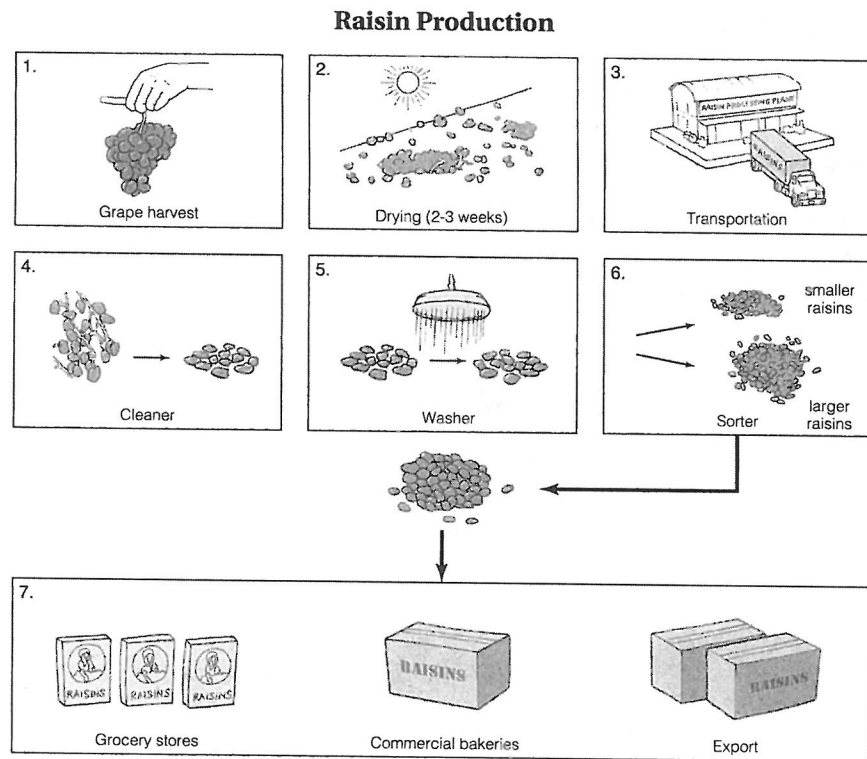 Raisin Production
1.
Grape harvest
2.
Drying (2-3 weeks)
3.
RAISIN PROCESSING PLANT
RAISINS
Transportation
4.
Cleaner
5.
Washer
6.
smaller
raisins
larger
raisins
Sorter
7.
RAISINS
RAISINS
RAISINS
Grocery stores
RAISINS
Commercial bakeries
RAISINS
Export